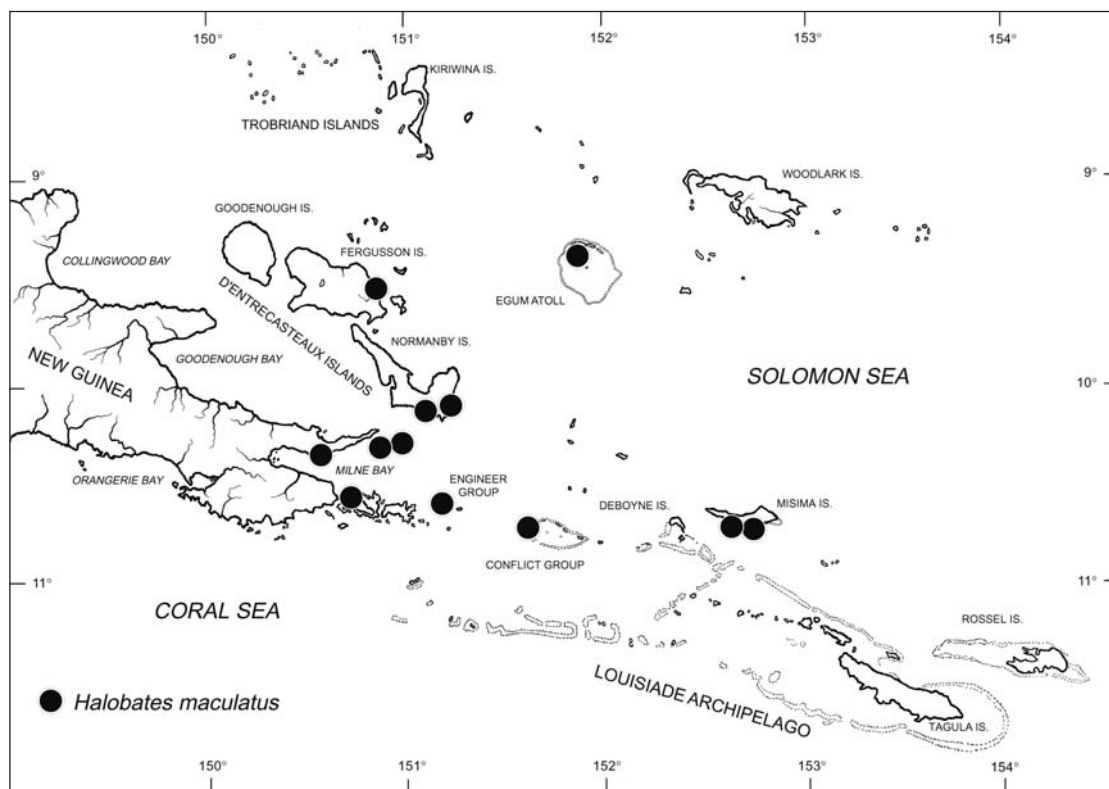 150° 151° 152° 153° 154°
KIRIWINA IS.
TROBRIAND ISLANDS
9° 9°
WOODLARK IS.
GOODENOUGH IS.
FERGUSSON IS.
COLLINGWOOD BAY
EGUM ATOLL
D'ENTRECASTEAUX ISLANDS
NORMANBY IS.
GOODENOUGH BAY
NEW GUINEA
SOLOMON SEA
10°
MILNE BAY
ORANGERIE BAY
ENGINEER
GROUP
DEBOYNE IS.
MISIMA IS.
CONFLICT GROUP
11° 11°
CORAL SEA
ROSSEL IS.
LOUISIADE ARCHIPELAGO
Halobates maculatus
TAGULA IS.
150° 151° 152° 153° 154°